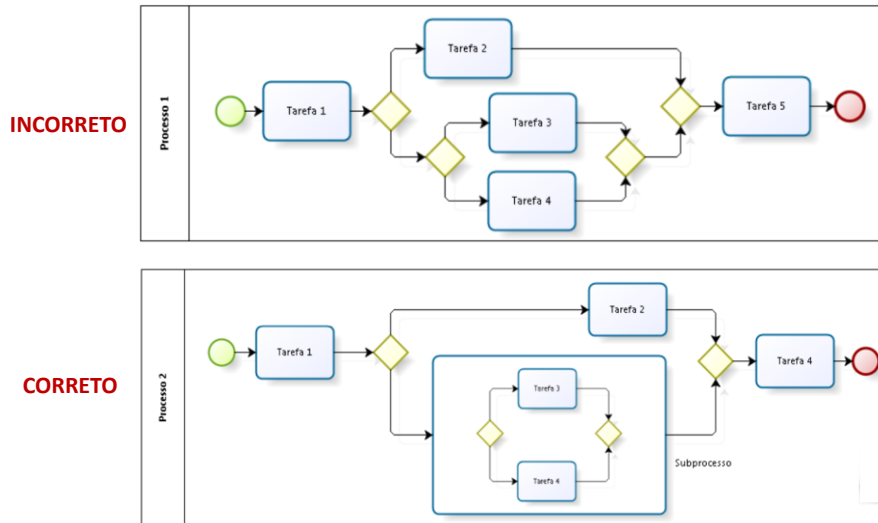 INCORRETO
Processo 1
Tarefa 1
Tarefa 2
Tarefa 3
Tarefa 4
Tarefa 5
CORRETO
Processo 2
Tarefa 1
Tarefa 2
Tarefa 3
Tarefa 4
Subprocesso
Tarefa 4